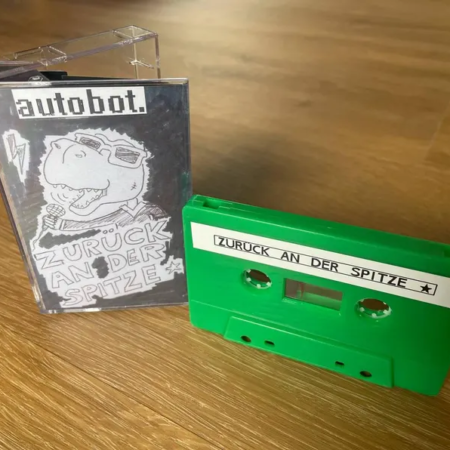 autobot.
ZURÜCK
AN DER
SPITZE
ZURÜCK AN DER SPITZE